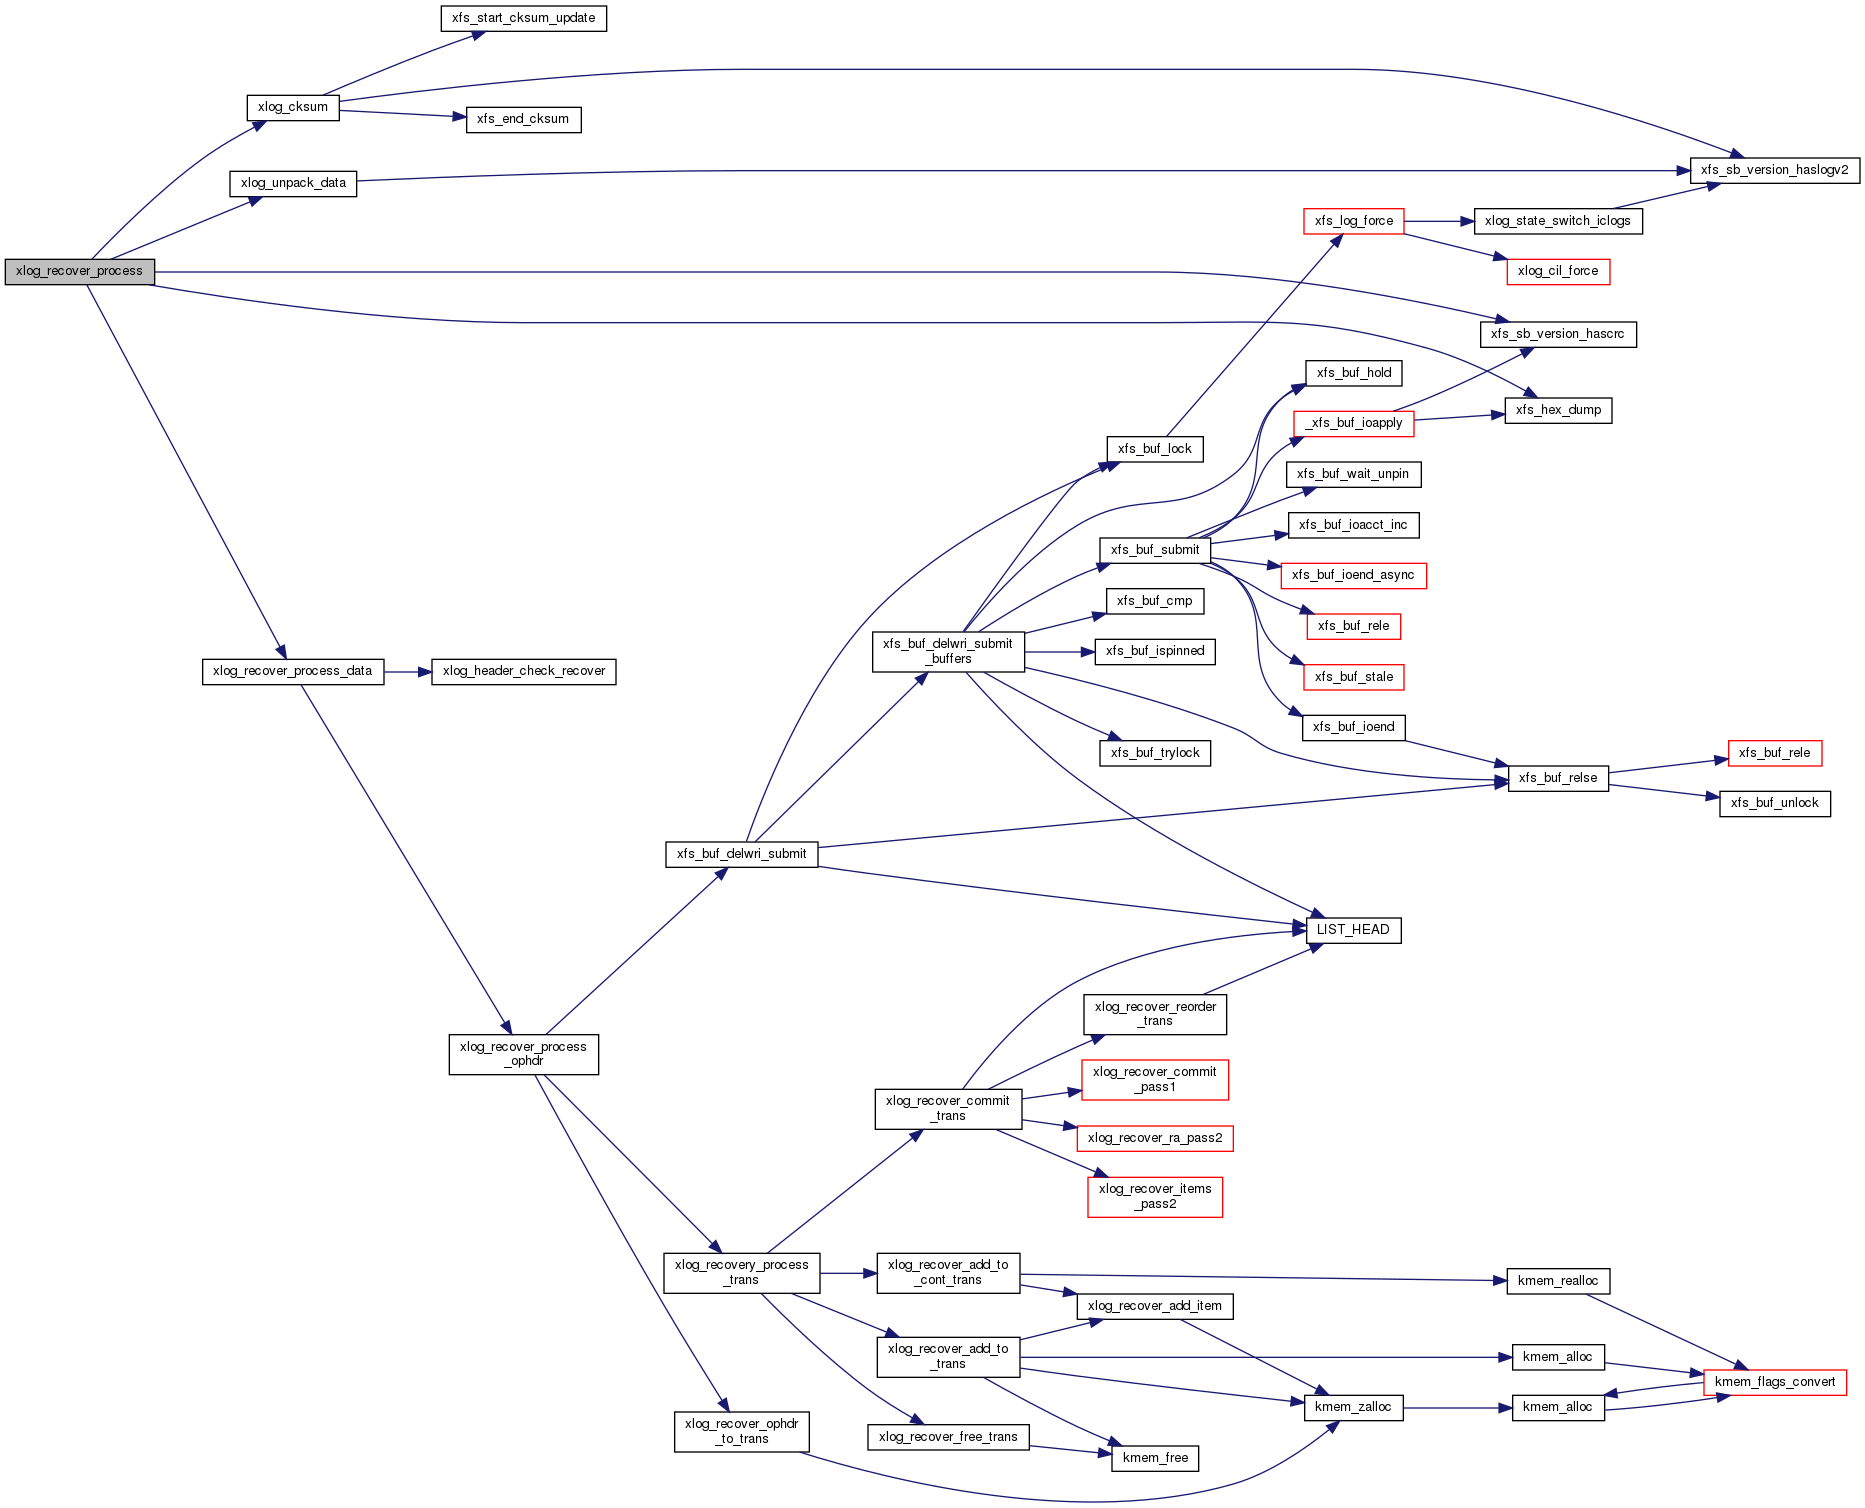 xfs_start_cksum_update
xlog_cksum
xfs_end_cksum
xfs_sb_version_haslogv2
xlog_unpack_data
xfs_log_force
xlog_state_switch_iclogs
xlog_recover_process
xlog_cil_force
xfs_sb_version_hascrc
xfs_buf_hold
xfs_hex_dump
_xfs_buf_ioapply
xfs_buf_lock
xfs_buf_wait_unpin
xfs_buf_ioacct_inc
xfs_buf_submit
xfs_buf_ioend_async
xfs_buf_cmp
xfs_buf_rele
xfs_buf_delwri_submit
_buffers
xfs_buf_ispinned
xlog_recover_process_data
xlog_header_check_recover
xfs_buf_stale
xfs_buf_ioend
xfs_buf_trylock
xfs_buf_rele
xfs_buf_relse
xfs_buf_unlock
xfs_buf_delwri_submit
LIST_HEAD
xlog_recover_reorder
_trans
xlog_recover_process
_ophdr
xlog_recover_commit
_pass1
xlog_recover_commit
_trans
xlog_recover_ra_pass2
xlog_recover_items
_pass2
xlog_recovery_process
_trans
xlog_recover_add_to
_cont_trans
kmem_realloc
xlog_recover_add_item
xlog_recover_add_to
_trans
kmem_alloc
kmem_flags_convert
kmem_zalloc
kmem_alloc
xlog_recover_ophdr
_to_trans
xlog_recover_free_trans
kmem_free